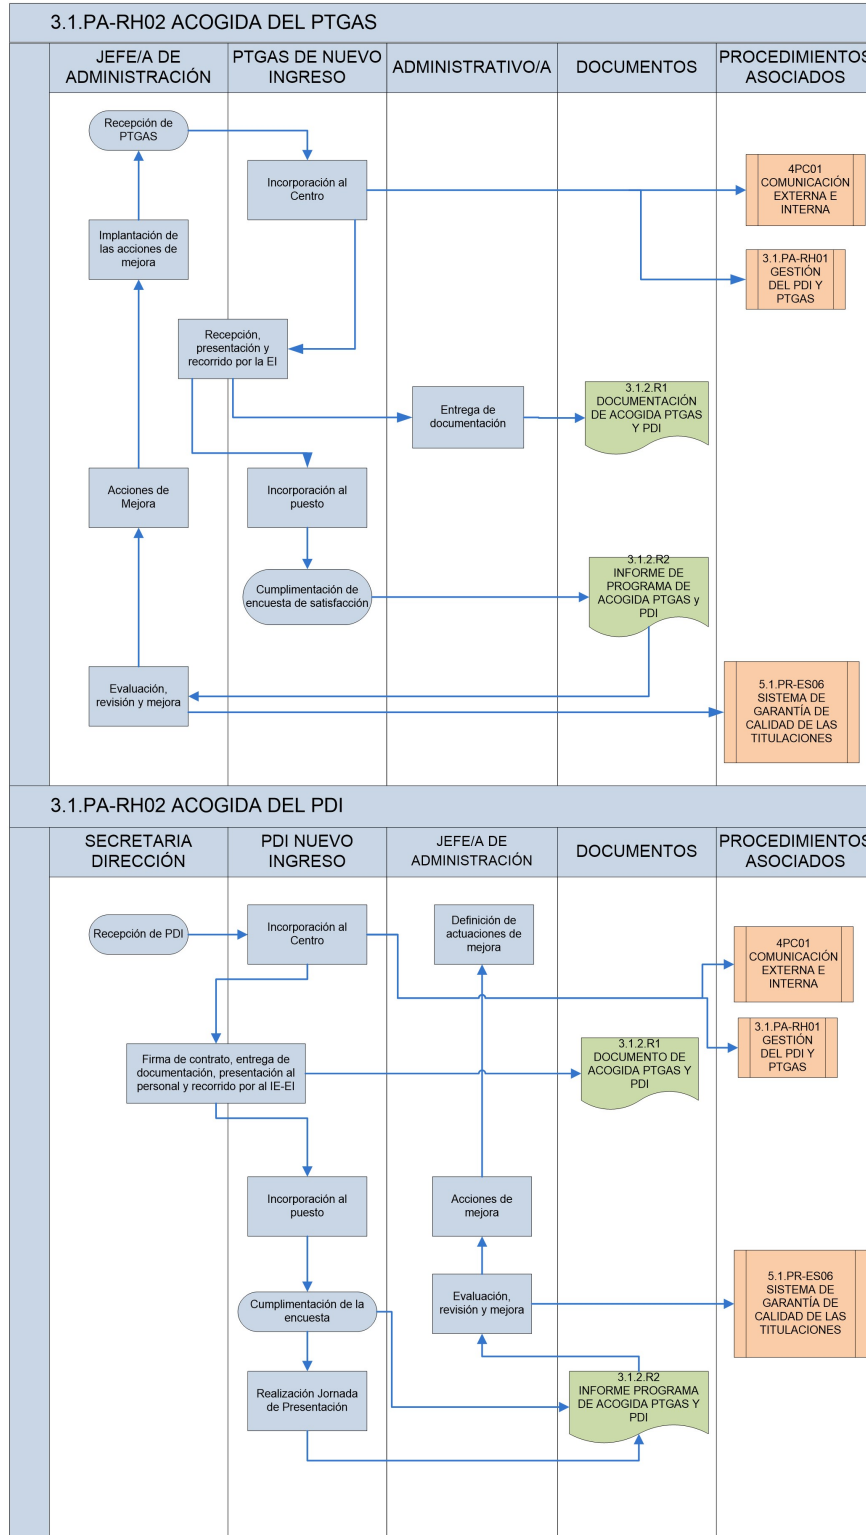 3.1.PA-RH02 ACOGIDA DEL PTGAS
JEFE/A DE
ADMINISTRACIÓN
PTGAS DE NUEVO
INGRESO
ADMINISTRATIVO/A
DOCUMENTOS
PROCEDIMIENTOS
ASOCIADOS
Recepción de
PTGAS
Incorporación al
Centro
4PC01
COMUNICACIÓN
EXTERNA E
INTERNA
Implantación de
las acciones de
mejora
3.1.PA-RH01
GESTIÓN
DEL PDI Y
PTGAS
Recepción,
presentación y
recorrido por la EI
Entrega de
documentación
3.1.2.R1
DOCUMENTACIÓN
DE ACOGIDA PTGAS
Y PDI
Acciones de
Mejora
Incorporación al
puesto
Cumplimentación de
encuesta de satisfacción
3.1.2.R2
INFORME DE
PROGRAMA DE
ACOGIDA PTGAS y
PDI
Evaluación,
revisión y mejora
5.1.PR-ES06
SISTEMA DE
GARANTÍA DE
CALIDAD DE LAS
TITULACIONES
3.1.PA-RH02 ACOGIDA DEL PDI
SECRETARIA
DIRECCIÓN
PDI NUEVO
INGRESO
JEFE/A DE
ADMINISTRACIÓN
DOCUMENTOS
PROCEDIMIENTOS
ASOCIADOS
Recepción de PDI
Incorporación al
Centro
Definición de
actuaciones de
mejora
4PC01
COMUNICACIÓN
EXTERNA E
INTERNA
3.1.PA-RH01
GESTIÓN
DEL PDI Y
PTGAS
Firma de contrato, entrega de
documentación, presentación al
personal y recorrido por al IE-EI
3.1.2.R1
DOCUMENTO DE
ACOGIDA PTGAS Y
PDI
Incorporación al
puesto
Acciones de
mejora
Cumplimentación de la
encuesta
Evaluación,
revisión y mejora
5.1.PR-ES06
SISTEMA DE
GARANTÍA DE
CALIDAD DE LAS
TITULACIONES
Realización Jornada
de Presentación
3.1.2.R2
INFORME PROGRAMA
DE ACOGIDA PTGAS Y
PDI